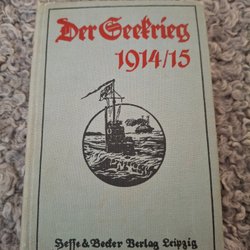 Der Seekrieg
1914/15
Hesse & Becker Verlag Leipzig